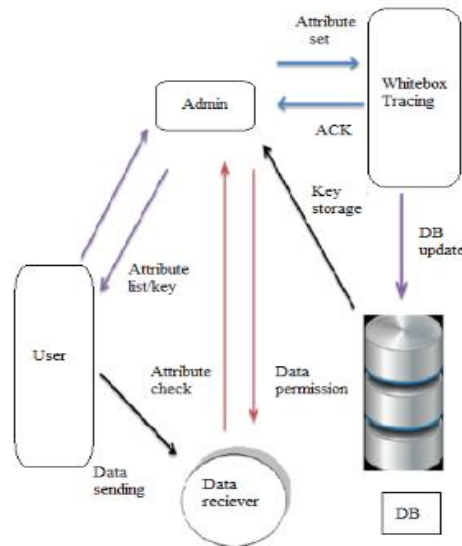 Attribute
set
Whitebox
Tracing
Admin
ACK
Key
storage
DB
update
Attribute
list/key
User
Attribute
check
Data
permission
Data
sending
Data
reciever
DB